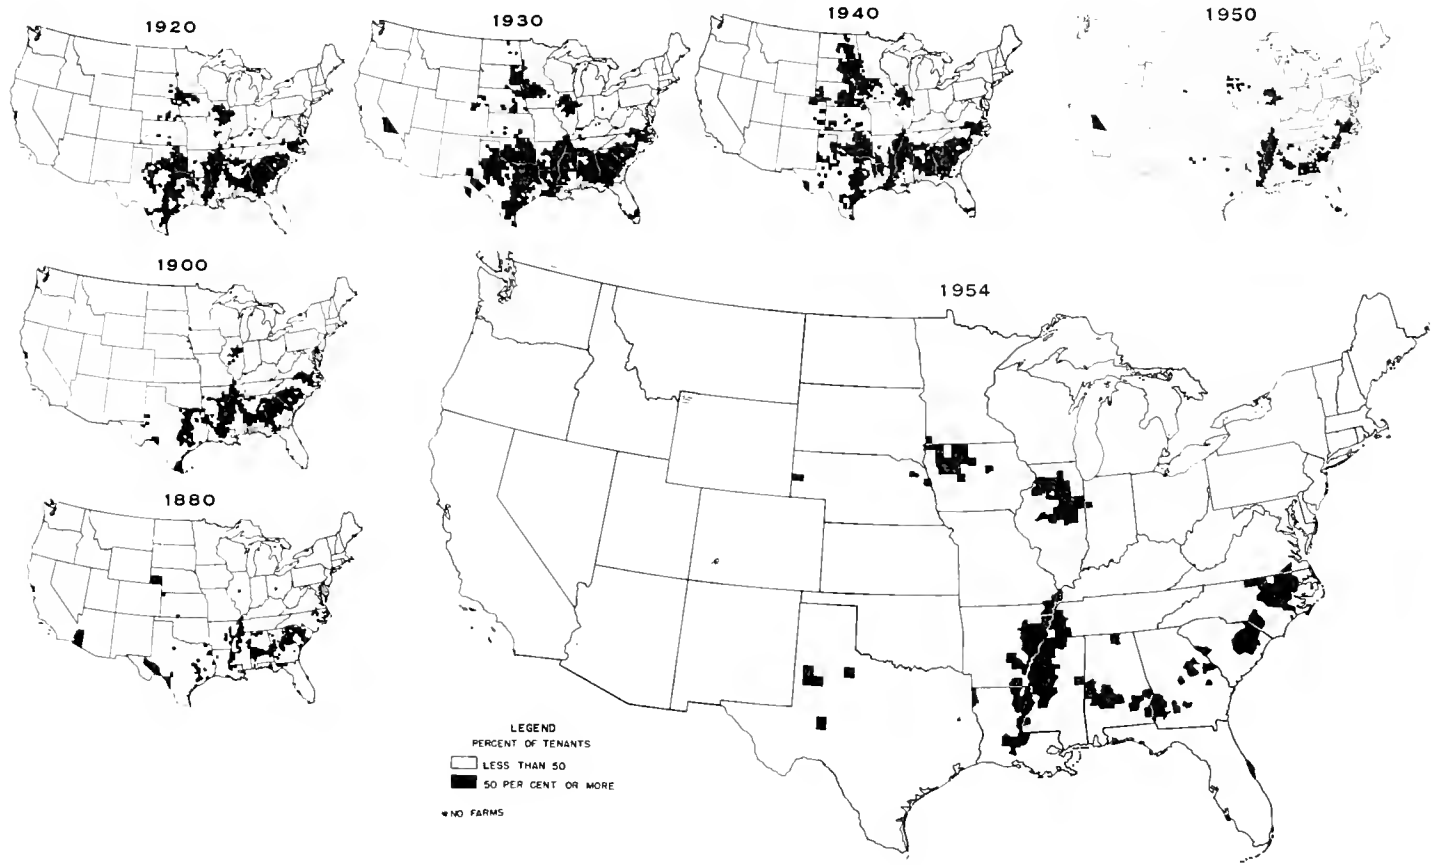 1920
1930
1940
1950
1900
1954
1880
LEGEND
PERCENT OF TENANTS
LESS THAN 50
50 PER CENT OR MORE
*NO FARMS